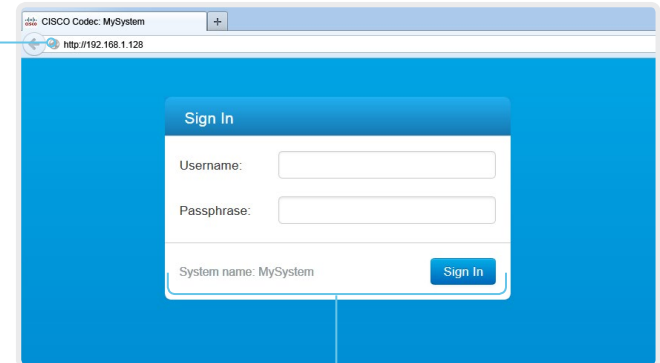 CISCO Codec: MySystem
+
http://192.168.1.128
Sign In
Username:
Passphrase:
System name: MySystem
Sign In